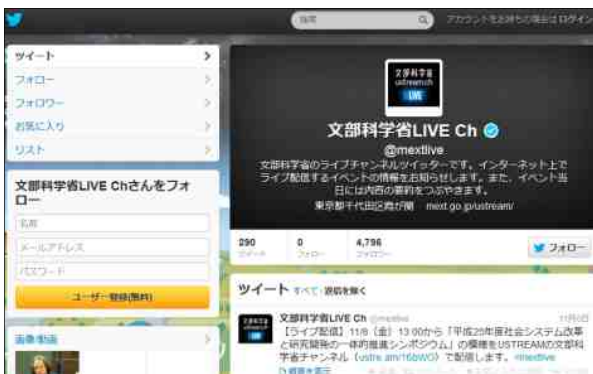 検索
アカウントをお持ちの場合はログイン
ツイート
フォロー
フォロワー
お気に入り
リスト
文部科学省LIVE Chさんをフォ
ロー
名前
メールアドレス
パスワード
ユーザー登録(無料)
画像/動画
文部科学省
ustream ch
LIVE
文部科学省LIVE Ch
@mextlive
文部科学省のライブチャンネルツイッターです。インターネット上で
ライブ配信するイベントの情報をお知らせします。また、イベント当
日には内容の要約をつぶやきます。
東京都千代田区霞が関 mext.go.jp/ustream/
290
ツイート
0
フォロー
4,796
フォロワー
フォロー
ツイート すべて・返信を除く
文部科学省LIVE Ch @mextlive
11月6日
【ライブ配信】11/8（金）13:00から「平成25年度社会システム改革
と研究開発の一体的推進シンポジウム」の模様をUSTREAMの文部科
学省チャンネル（ustre.am/16bWG）で配信します。#mextlive
概要を表示